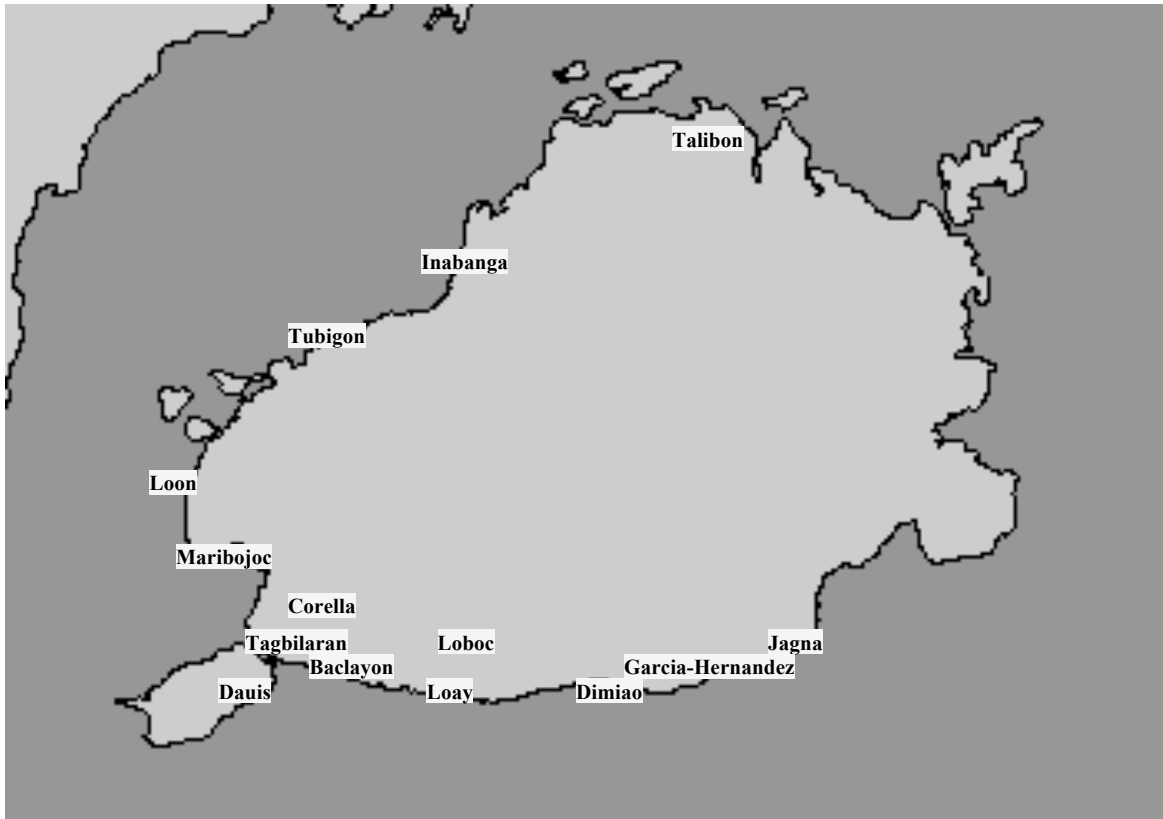 Talibon
Inabanga
Tubigon
Loon
Maribojoc
Corella
Tagbilaran
Loboc
Jagna
Baclayon
Garcia-Hernandez
Dauis
Loay
Dimiao